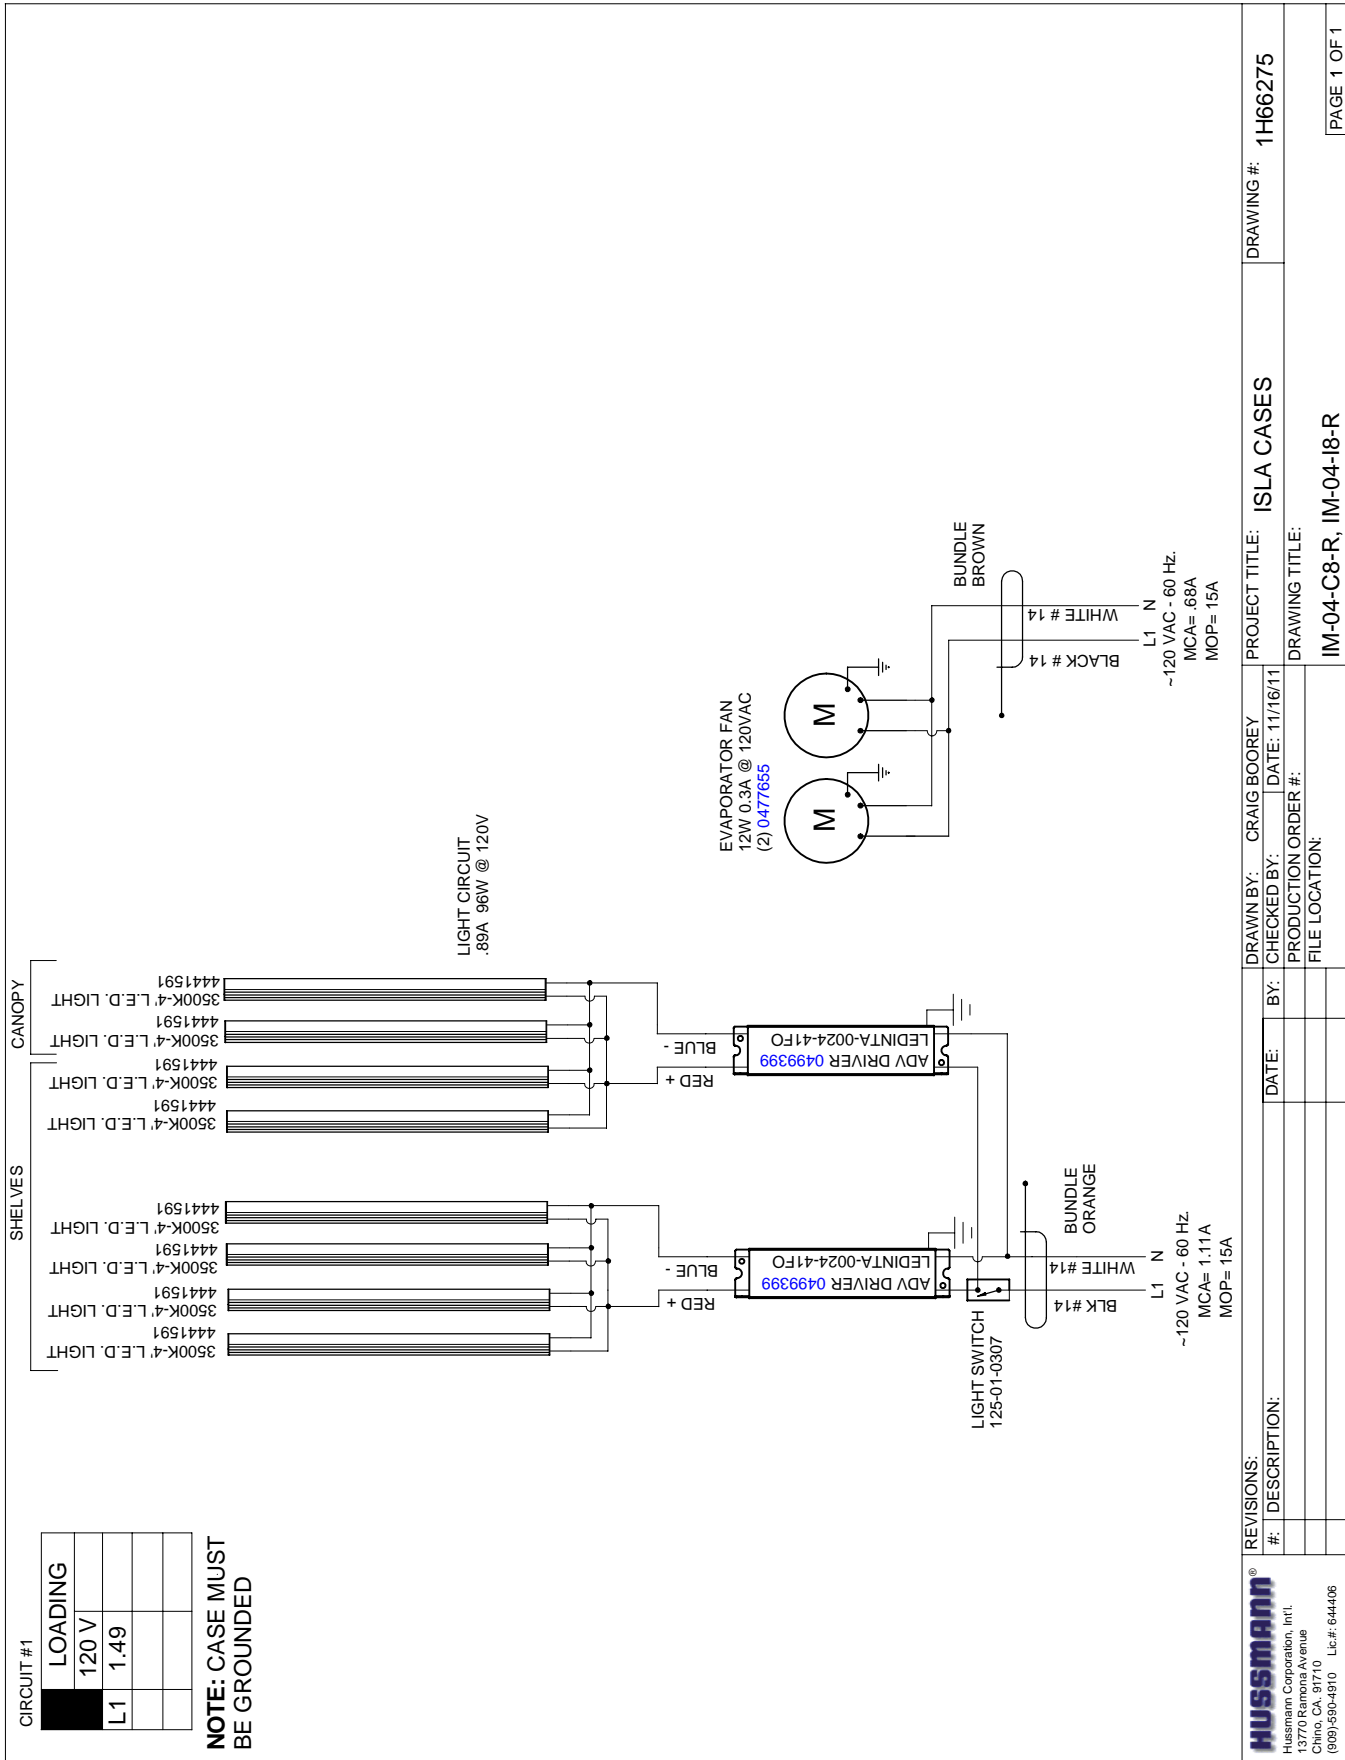 CIRCUIT #1
LOADING
120 V
L1 1.49
NOTE: CASE MUST
BE GROUNDED
SHELVES
CANOPY
3500K-4' L.E.D. LIGHT
4441591
3500K-4' L.E.D. LIGHT
4441591
3500K-4' L.E.D. LIGHT
4441591
3500K-4' L.E.D. LIGHT
4441591
3500K-4' L.E.D. LIGHT
4441591
3500K-4' L.E.D. LIGHT
4441591
3500K-4' L.E.D. LIGHT
4441591
3500K-4' L.E.D. LIGHT
4441591
LIGHT CIRCUIT
.89A 96W @ 120V
RED +
BLUE -
RED +
BLUE -
ADV DRIVER 0499399
LEDINTA-0024-41FO
ADV DRIVER 0499399
LEDINTA-0024-41FO
LIGHT SWITCH
125-01-0307
BUNDLE
ORANGE
BLK #14
WHITE #14
L1 N
~120 VAC - 60 Hz.
MCA= 1.11A
MOP= 15A
EVAPORATOR FAN
12W 0.3A @ 120VAC
(2) 0477655
M
M
BUNDLE
BROWN
BLACK # 14
WHITE # 14
L1 N
~120 VAC - 60 Hz.
MCA= .68A
MOP= 15A
HUSSMANN®
Hussmann Corporation, Int'l.
13770 Ramona Avenue
Chino, CA. 91710
(909)-590-4910 Lic.#: 644406
REVISIONS:
#: DESCRIPTION:
DATE:
BY:
DRAWN BY: CRAIG BOOREY
CHECKED BY:
DATE: 11/16/11
PRODUCTION ORDER #:
FILE LOCATION:
PROJECT TITLE: ISLA CASES
DRAWING TITLE:
IM-04-C8-R, IM-04-I8-R
DRAWING #: 1H66275
PAGE 1 OF 1